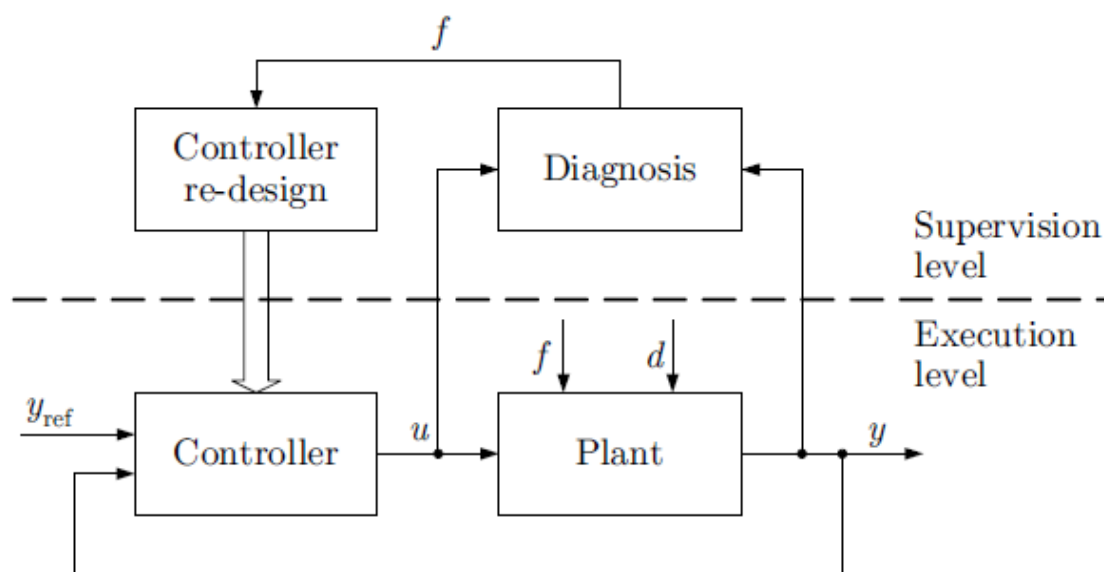 f
Controller
re-design
Diagnosis
Supervision
level
Execution
level
f
d
y_ref
u
y
Controller
Plant